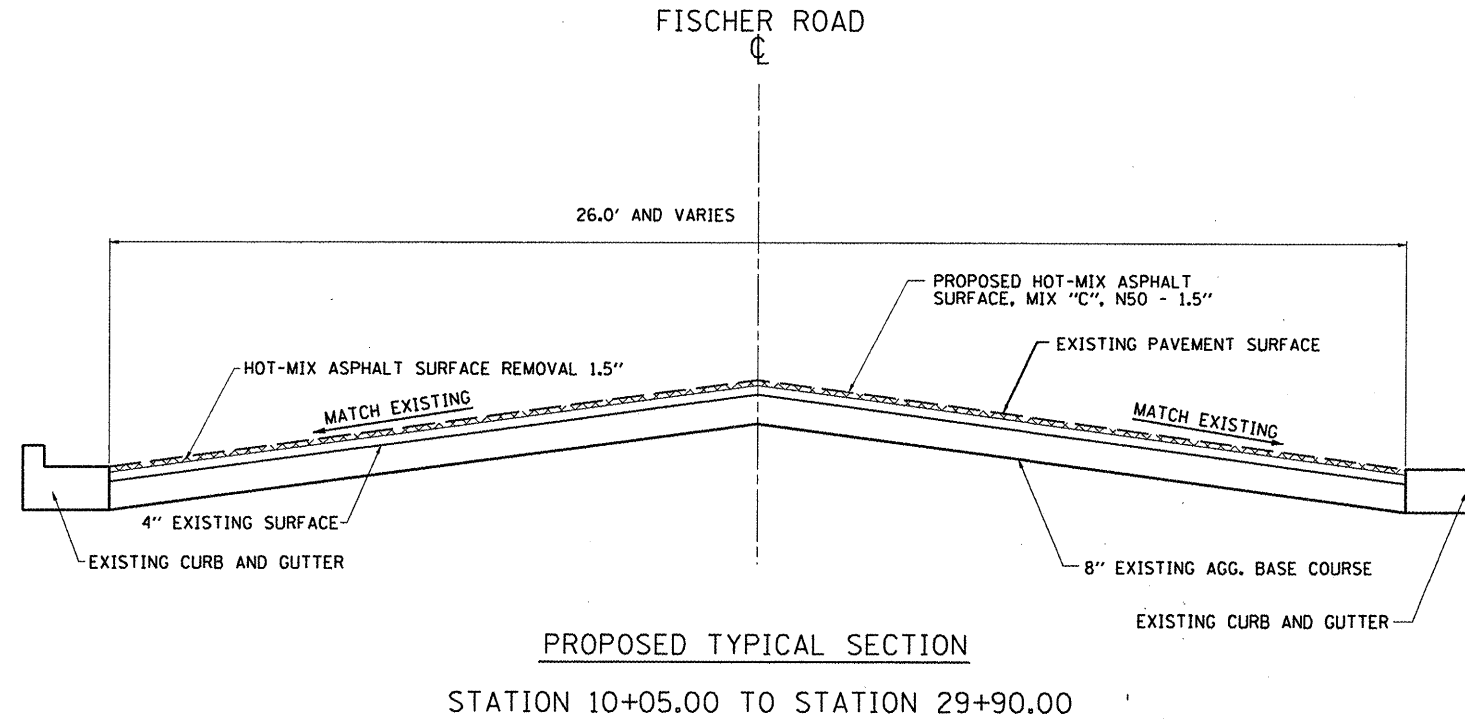 FISCHER ROAD
℄
26.0' AND VARIES
PROPOSED HOT-MIX ASPHALT
SURFACE, MIX "C", N50 - 1.5"
EXISTING PAVEMENT SURFACE
HOT-MIX ASPHALT SURFACE REMOVAL 1.5"
MATCH EXISTING
MATCH EXISTING
4" EXISTING SURFACE
EXISTING CURB AND GUTTER
8" EXISTING AGG. BASE COURSE
EXISTING CURB AND GUTTER
PROPOSED TYPICAL SECTION
STATION 10+05.00 TO STATION 29+90.00